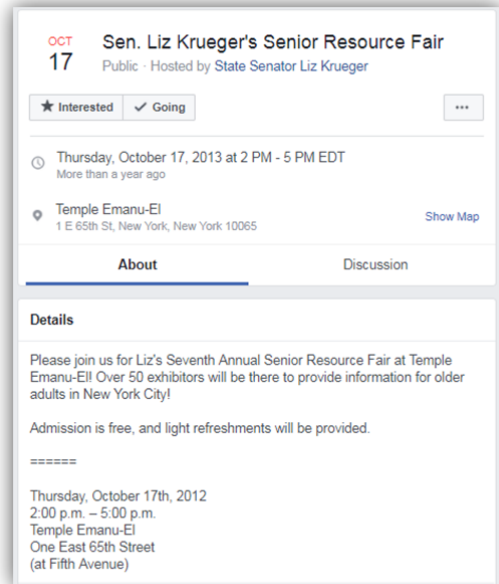 OCT
17
Sen. Liz Krueger's Senior Resource Fair
Public · Hosted by State Senator Liz Krueger
★ Interested ✓ Going ...
Thursday, October 17, 2013 at 2 PM - 5 PM EDT
More than a year ago
Temple Emanu-El
1 E 65th St, New York, New York 10065
Show Map
About Discussion
Details
Please join us for Liz's Seventh Annual Senior Resource Fair at Temple
Emanu-El! Over 50 exhibitors will be there to provide information for older
adults in New York City!
Admission is free, and light refreshments will be provided.
======
Thursday, October 17th, 2012
2:00 p.m. – 5:00 p.m.
Temple Emanu-El
One East 65th Street
(at Fifth Avenue)